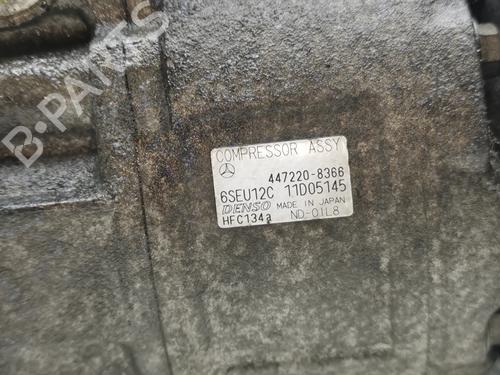 B-PARTS
COMPRESSOR ASSY
447220-8366
6SEU12C 11D05145
DENSO MADE IN JAPAN
HFC134a ND-OIL8